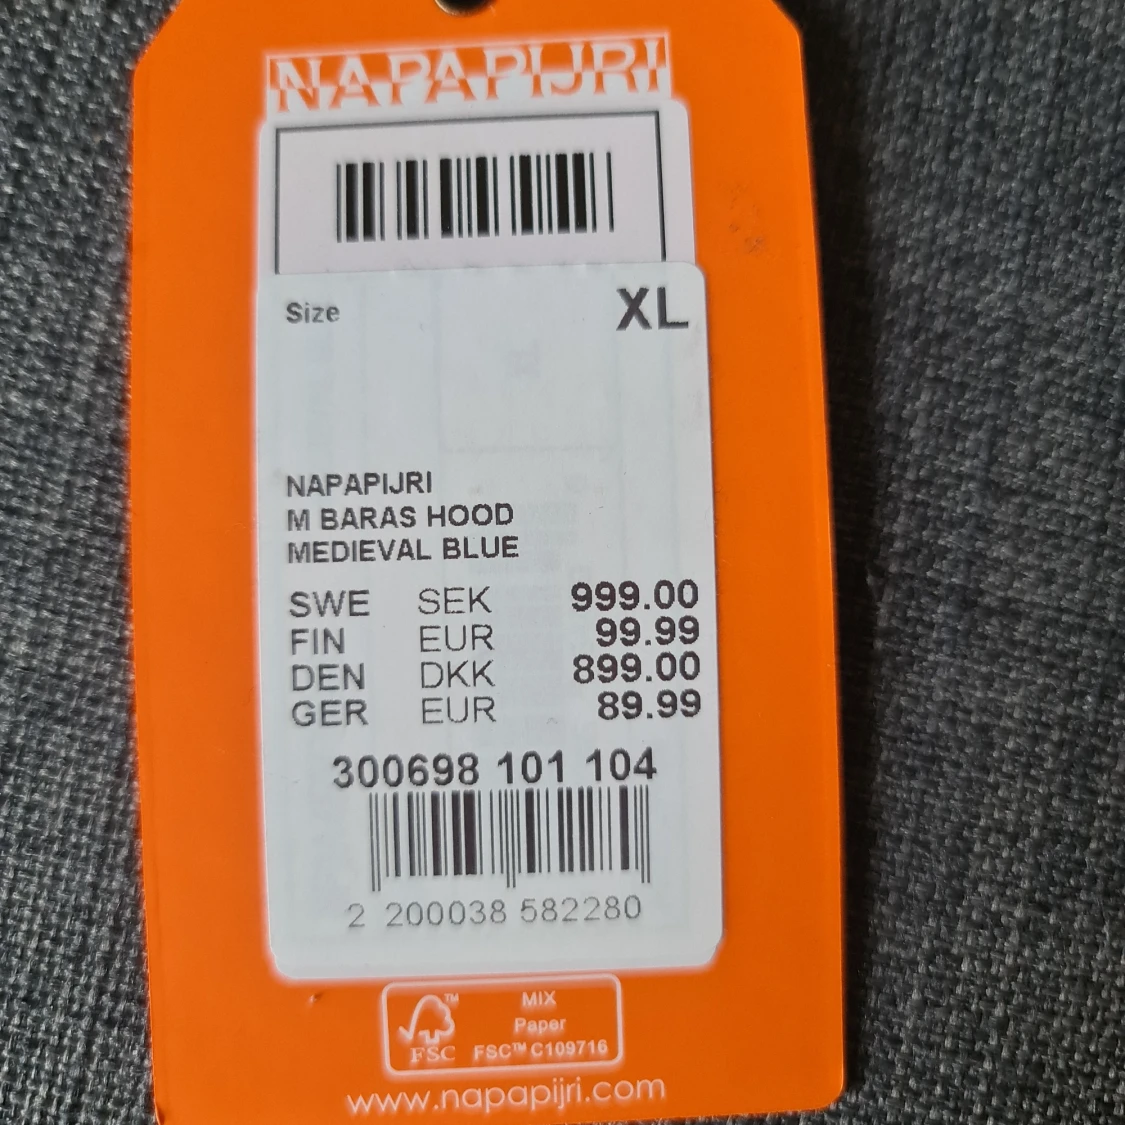 NAPAPIJRI
Size XL
NAPAPIJRI
M BARAS HOOD
MEDIEVAL BLUE
SWE SEK 999.00
FIN EUR 99.99
DEN DKK 899.00
GER EUR 89.99
300698 101 104
2 200038 582280
MIX
Paper
FSC™ C109716
™
FSC
www.napapijri.com